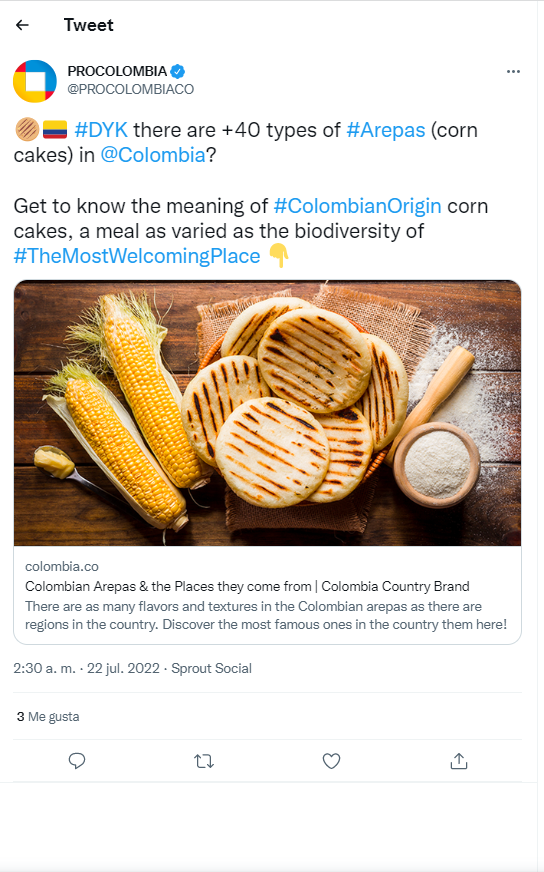 Tweet
PROCOLOMBIA
@PROCOLOMBIACO
#DYK there are +40 types of #Arepas (corn
cakes) in @Colombia?
Get to know the meaning of #ColombianOrigin corn
cakes, a meal as varied as the biodiversity of
#TheMostWelcomingPlace
colombia.co
Colombian Arepas & the Places they come from | Colombia Country Brand
There are as many flavors and textures in the Colombian arepas as there are
regions in the country. Discover the most famous ones in the country them here!
2:30 a. m. · 22 jul. 2022 · Sprout Social
3 Me gusta